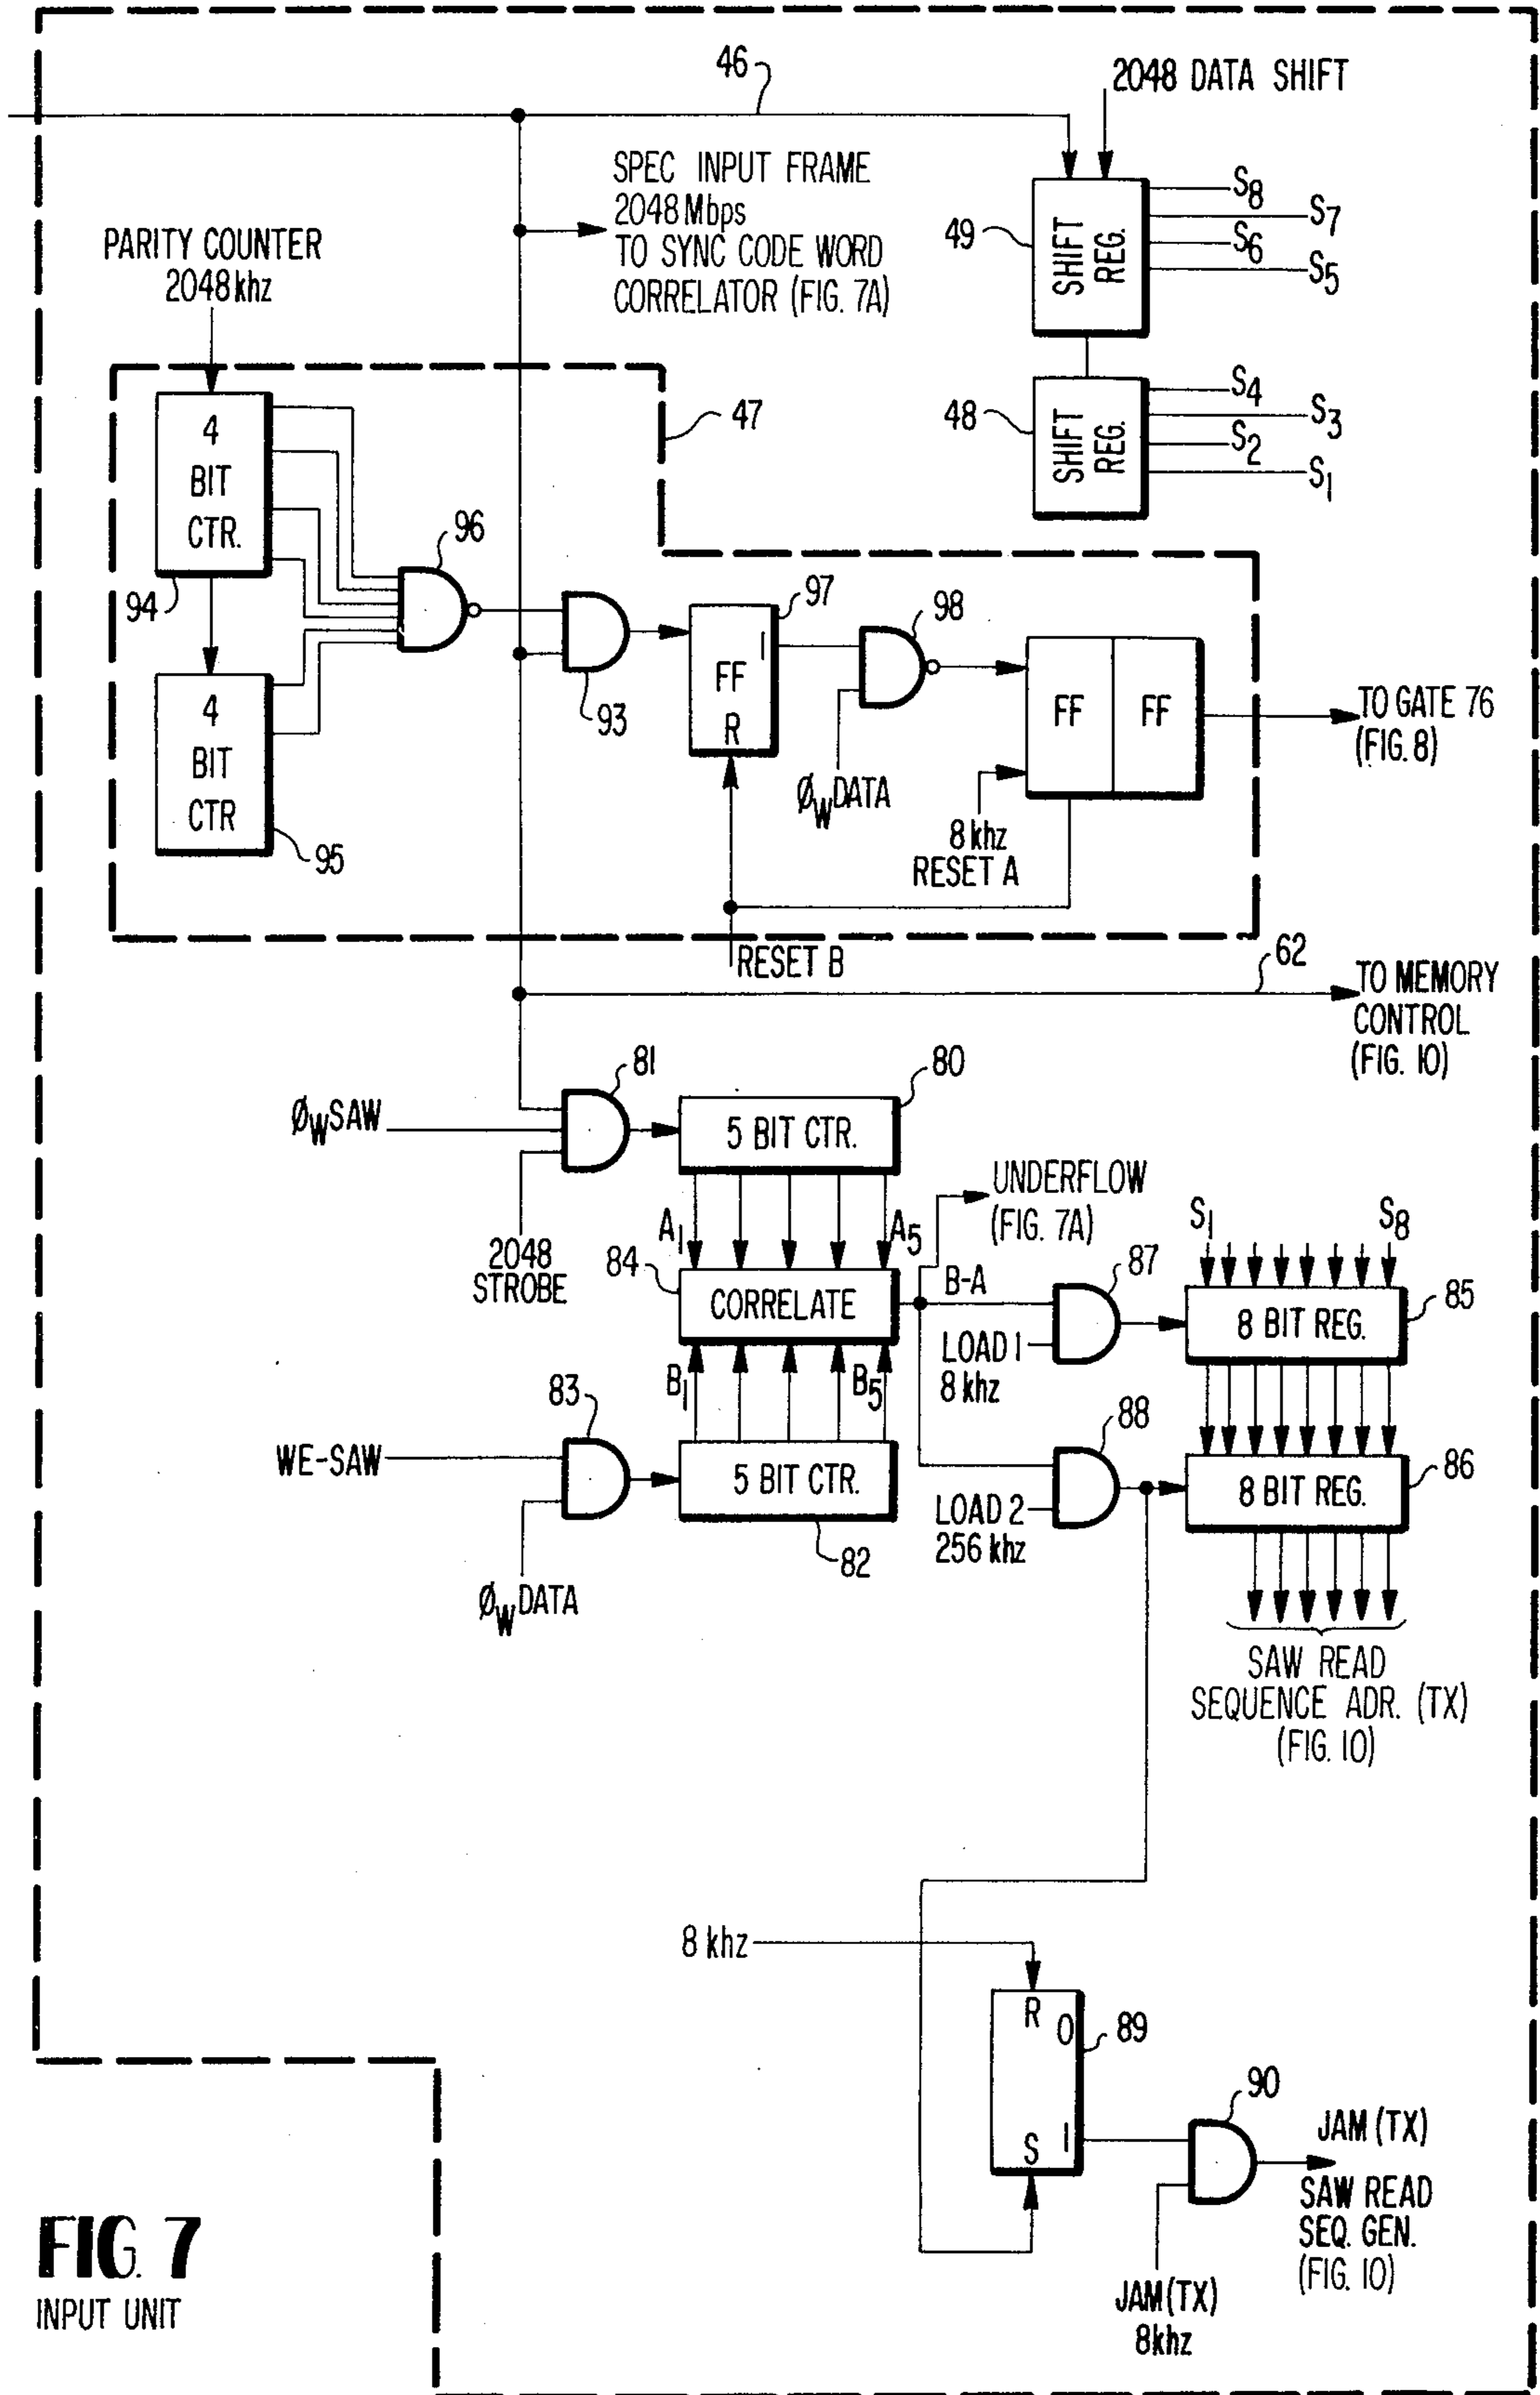 46
2048 DATA SHIFT
SPEC INPUT FRAME
2048 Mbps
TO SYNC CODE WORD
CORRELATOR (FIG. 7A)
49
SHIFT
REG.
S8
S7
S6
S5
PARITY COUNTER
2048 khz
48
SHIFT
REG.
S4
S3
S2
S1
47
4
BIT
CTR.
94
96
4
BIT
CTR
95
93
97
1
FF
R
98
ØW DATA
FF
FF
8 khz
RESET A
TO GATE 76
(FIG. 8)
RESET B
62
TO MEMORY
CONTROL
(FIG. 10)
81
ØW SAW
2048
STROBE
80
5 BIT CTR.
A1
A5
84
CORRELATE
UNDERFLOW
(FIG. 7A)
B-A
B1
B5
87
LOAD 1
8 khz
S1
S8
8 BIT REG.
85
83
WE-SAW
ØW DATA
5 BIT CTR.
82
88
LOAD 2
256 khz
8 BIT REG.
86
SAW READ
SEQUENCE ADR. (TX)
(FIG. 10)
8 khz
R
0
89
S
1
90
JAM (TX)
SAW READ
SEQ. GEN.
(FIG. 10)
JAM (TX)
8khz
FIG. 7
INPUT UNIT